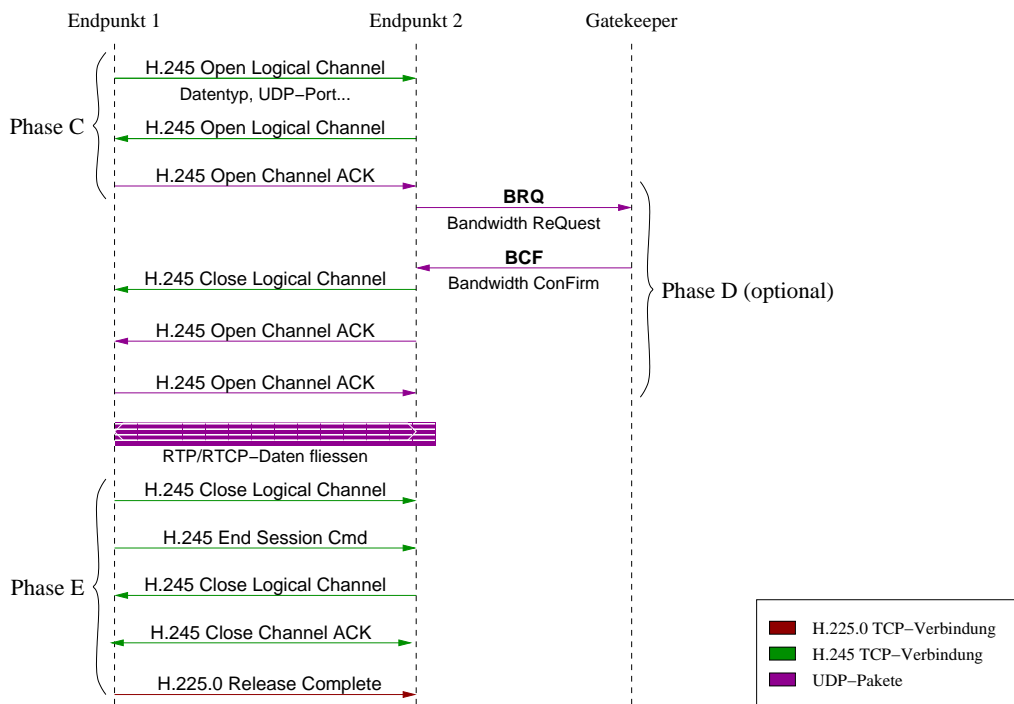 Endpunkt 1
Endpunkt 2
Gatekeeper
H.245 Open Logical Channel
Datentyp, UDP−Port...
Phase C
H.245 Open Logical Channel
H.245 Open Channel ACK
BRQ
Bandwidth ReQuest
BCF
Bandwidth ConFirm
H.245 Close Logical Channel
Phase D (optional)
H.245 Open Channel ACK
H.245 Open Channel ACK
RTP/RTCP−Daten fliessen
H.245 Close Logical Channel
H.245 End Session Cmd
Phase E
H.245 Close Logical Channel
H.245 Close Channel ACK
H.225.0 Release Complete
H.225.0 TCP−Verbindung
H.245 TCP−Verbindung
UDP−Pakete